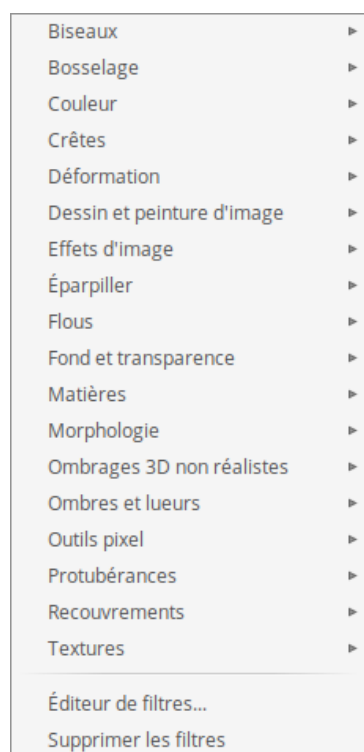 Biseaux
Bosselage
Couleur
Crêtes
Déformation
Dessin et peinture d'image
Effets d'image
Éparpiller
Flous
Fond et transparence
Matières
Morphologie
Ombrages 3D non réalistes
Ombres et lueurs
Outils pixel
Protubérances
Recouvrements
Textures
Éditeur de filtres...
Supprimer les filtres